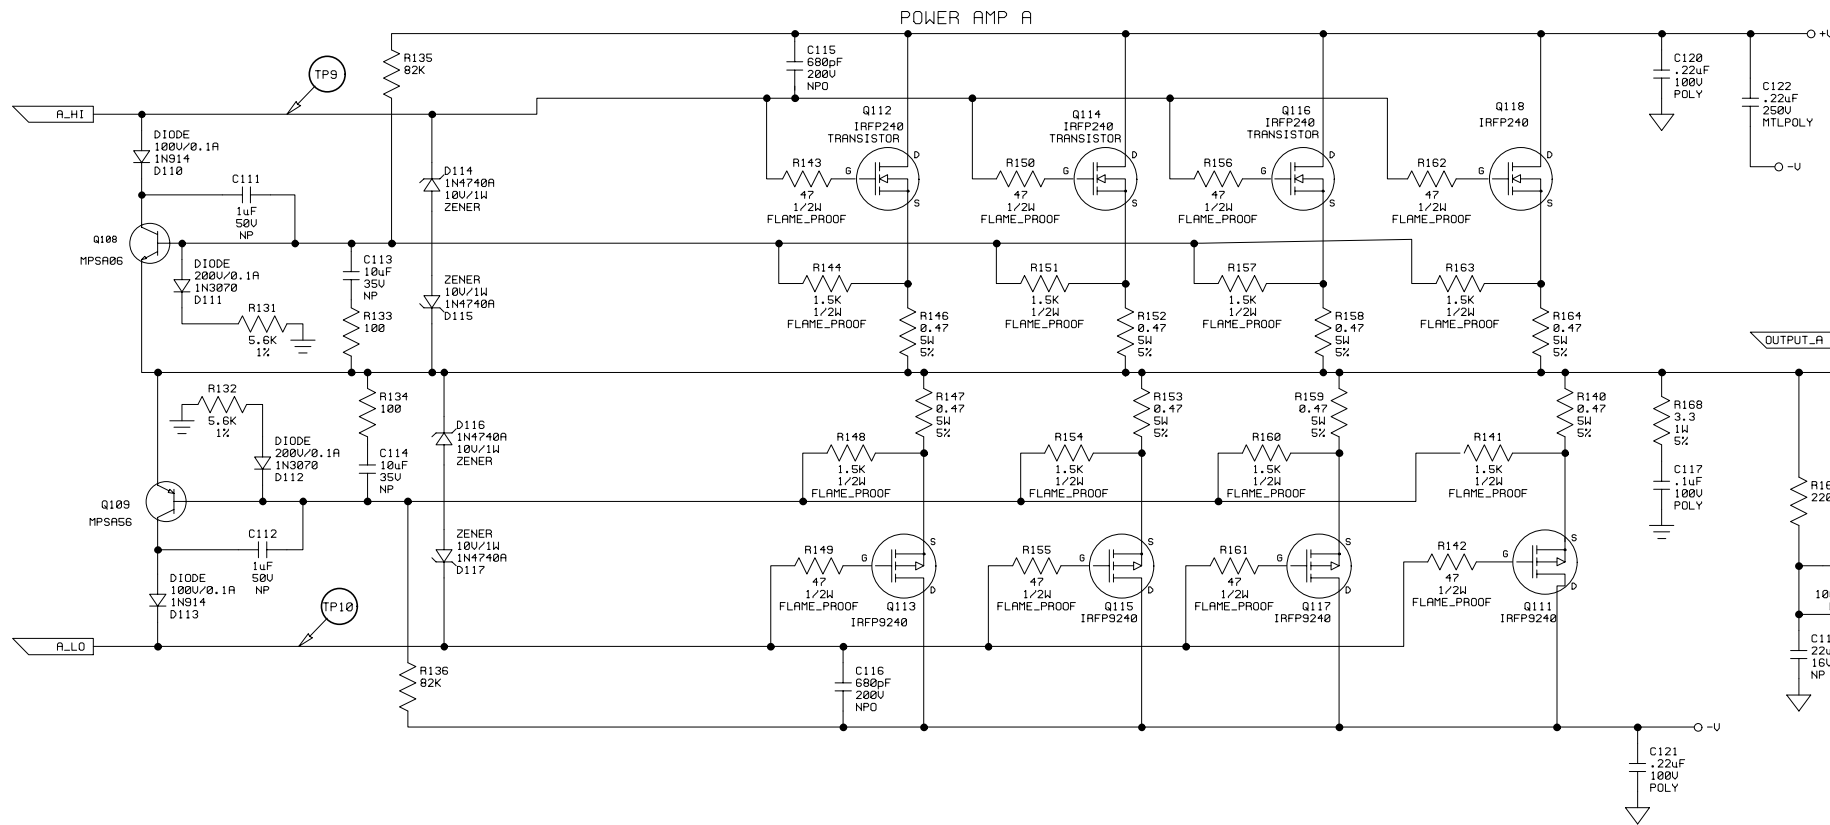 POWER AMP A
R135
82K
C115
680pF
200V
NPO
C120
.22uF
100V
POLY
C122
.22uF
250V
MTLPOLY
-V
TP9
A_HI
DIODE
100V/0.1A
1N914
D110
C111
1uF
50V
NP
D114
1N4740A
10V/1W
ZENER
Q112
IRFP240
TRANSISTOR
D
G
S
R143
47
1/2W
FLAME_PROOF
Q114
IRFP240
TRANSISTOR
D
G
S
R150
47
1/2W
FLAME_PROOF
Q116
IRFP240
TRANSISTOR
D
G
S
R156
47
1/2W
FLAME_PROOF
Q118
IRFP240
D
G
S
R162
47
1/2W
FLAME_PROOF
Q108
MPSA06
DIODE
200V/0.1A
1N3070
D111
R131
5.6K
1%
C113
10uF
35V
NP
R133
100
ZENER
10V/1W
1N4740A
D115
R144
1.5K
1/2W
FLAME_PROOF
R146
0.47
5W
5%
R151
1.5K
1/2W
FLAME_PROOF
R152
0.47
5W
5%
R157
1.5K
1/2W
FLAME_PROOF
R158
0.47
5W
5%
R163
1.5K
1/2W
FLAME_PROOF
R164
0.47
5W
5%
OUTPUT_A
R132
5.6K
1%
DIODE
200V/0.1A
1N3070
D112
R134
100
C114
10uF
35V
NP
D116
1N4740A
10V/1W
ZENER
R147
0.47
5W
5%
R148
1.5K
1/2W
FLAME_PROOF
R153
0.47
5W
5%
R154
1.5K
1/2W
FLAME_PROOF
R159
0.47
5W
5%
R160
1.5K
1/2W
FLAME_PROOF
R140
0.47
5W
5%
R141
1.5K
1/2W
FLAME_PROOF
R168
3.3
1W
5%
C117
.1uF
100V
POLY
Q109
MPSA56
C112
1uF
50V
NP
DIODE
100V/0.1A
1N914
D113
ZENER
10V/1W
1N4740A
D117
R149
47
1/2W
FLAME_PROOF
S
G
D
Q113
IRFP9240
R155
47
1/2W
FLAME_PROOF
S
G
D
Q115
IRFP9240
R161
47
1/2W
FLAME_PROOF
S
G
D
Q117
IRFP9240
R142
47
1/2W
FLAME_PROOF
S
G
D
Q111
IRFP9240
TP10
A_LO
R136
82K
C116
680pF
200V
NPO
16V
NP
-V
C121
.22uF
100V
POLY